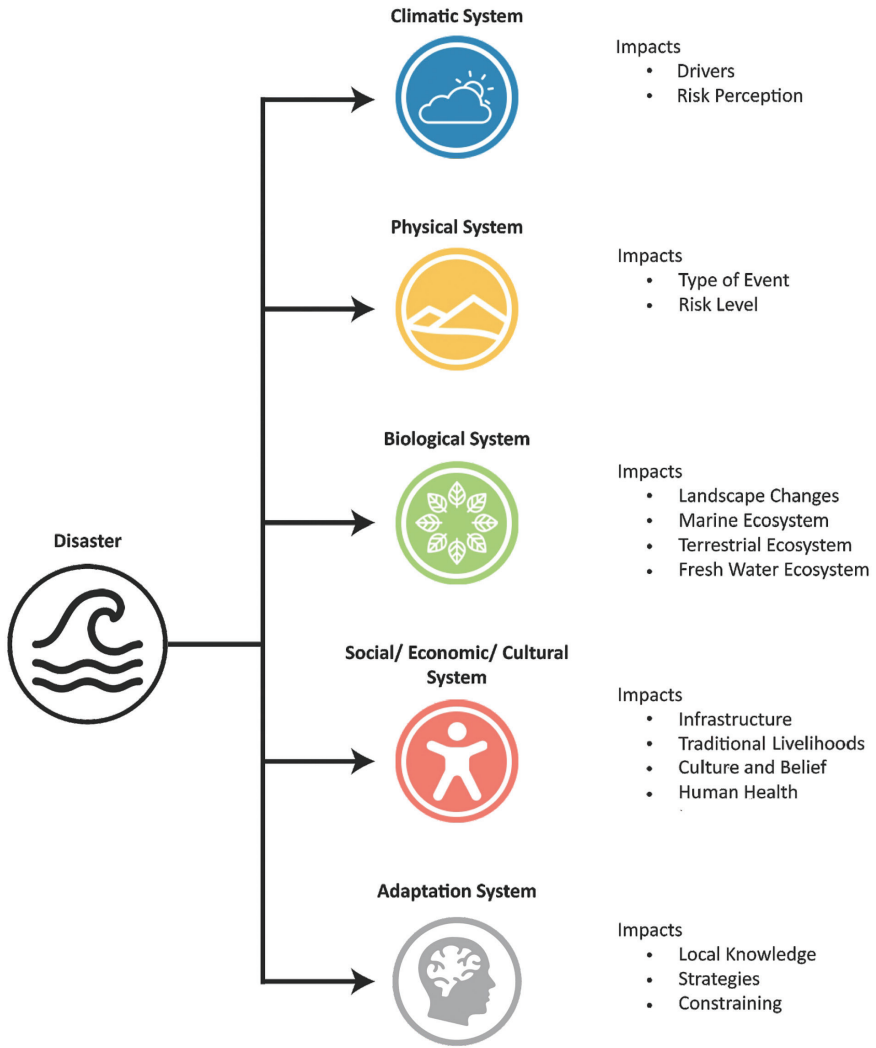 Climatic System
Impacts
• Drivers
• Risk Perception
Physical System
Impacts
• Type of Event
• Risk Level
Biological System
Impacts
• Landscape Changes
• Marine Ecosystem
• Terrestrial Ecosystem
• Fresh Water Ecosystem
Disaster
Social/ Economic/ Cultural
System
Impacts
• Infrastructure
• Traditional Livelihoods
• Culture and Belief
• Human Health
Adaptation System
Impacts
• Local Knowledge
• Strategies
• Constraining